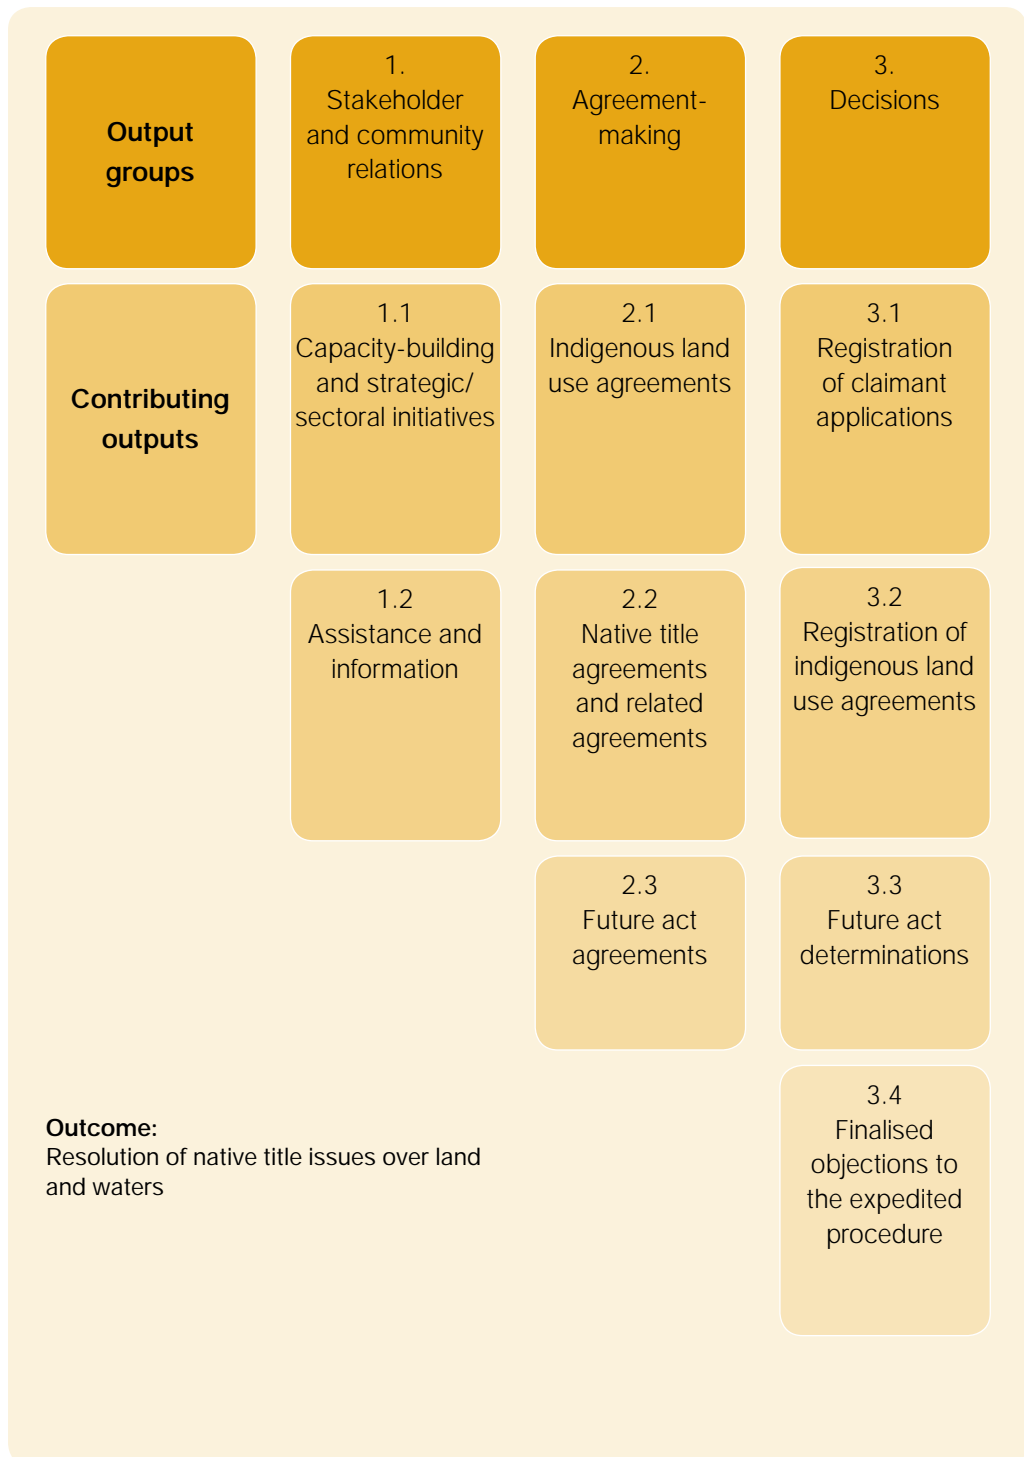 Output
groups
1.
Stakeholder
and community
relations
2.
Agreement-
making
3.
Decisions
Contributing
outputs
1.1
Capacity-building
and strategic/
sectoral initiatives
2.1
Indigenous land
use agreements
3.1
Registration
of claimant
applications
1.2
Assistance and
information
2.2
Native title
agreements
and related
agreements
3.2
Registration of
indigenous land
use agreements
2.3
Future act
agreements
3.3
Future act
determinations
3.4
Finalised
objections to
the expedited
procedure
Outcome:
Resolution of native title issues over land
and waters